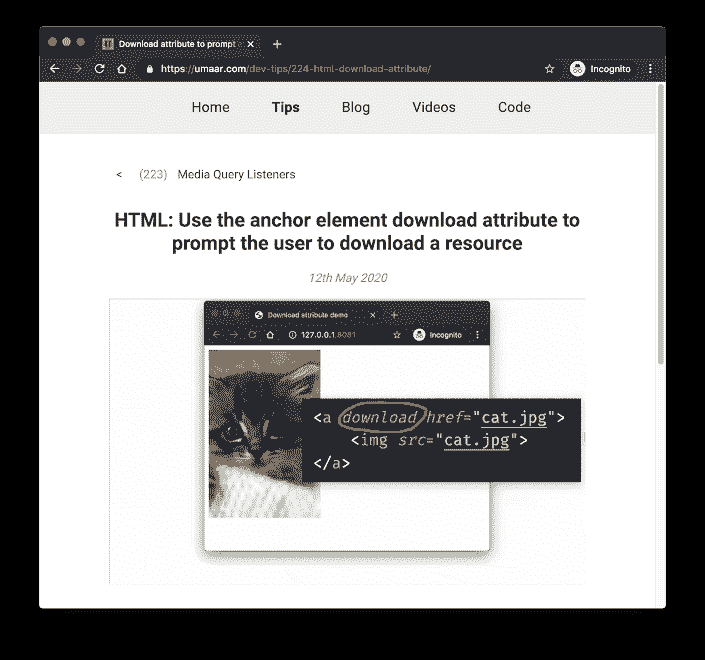 Download attribute to prompt
https://umaar.com/dev-tips/224-html-download-attribute/
Incognito
Home Tips Blog Videos Code
< (223) Media Query Listeners
HTML: Use the anchor element download attribute to
prompt the user to download a resource
12th May 2020
Download attribute demo
127.0.0.1:8081
Incognito
<a download href="cat.jpg">
<img src="cat.jpg">
</a>